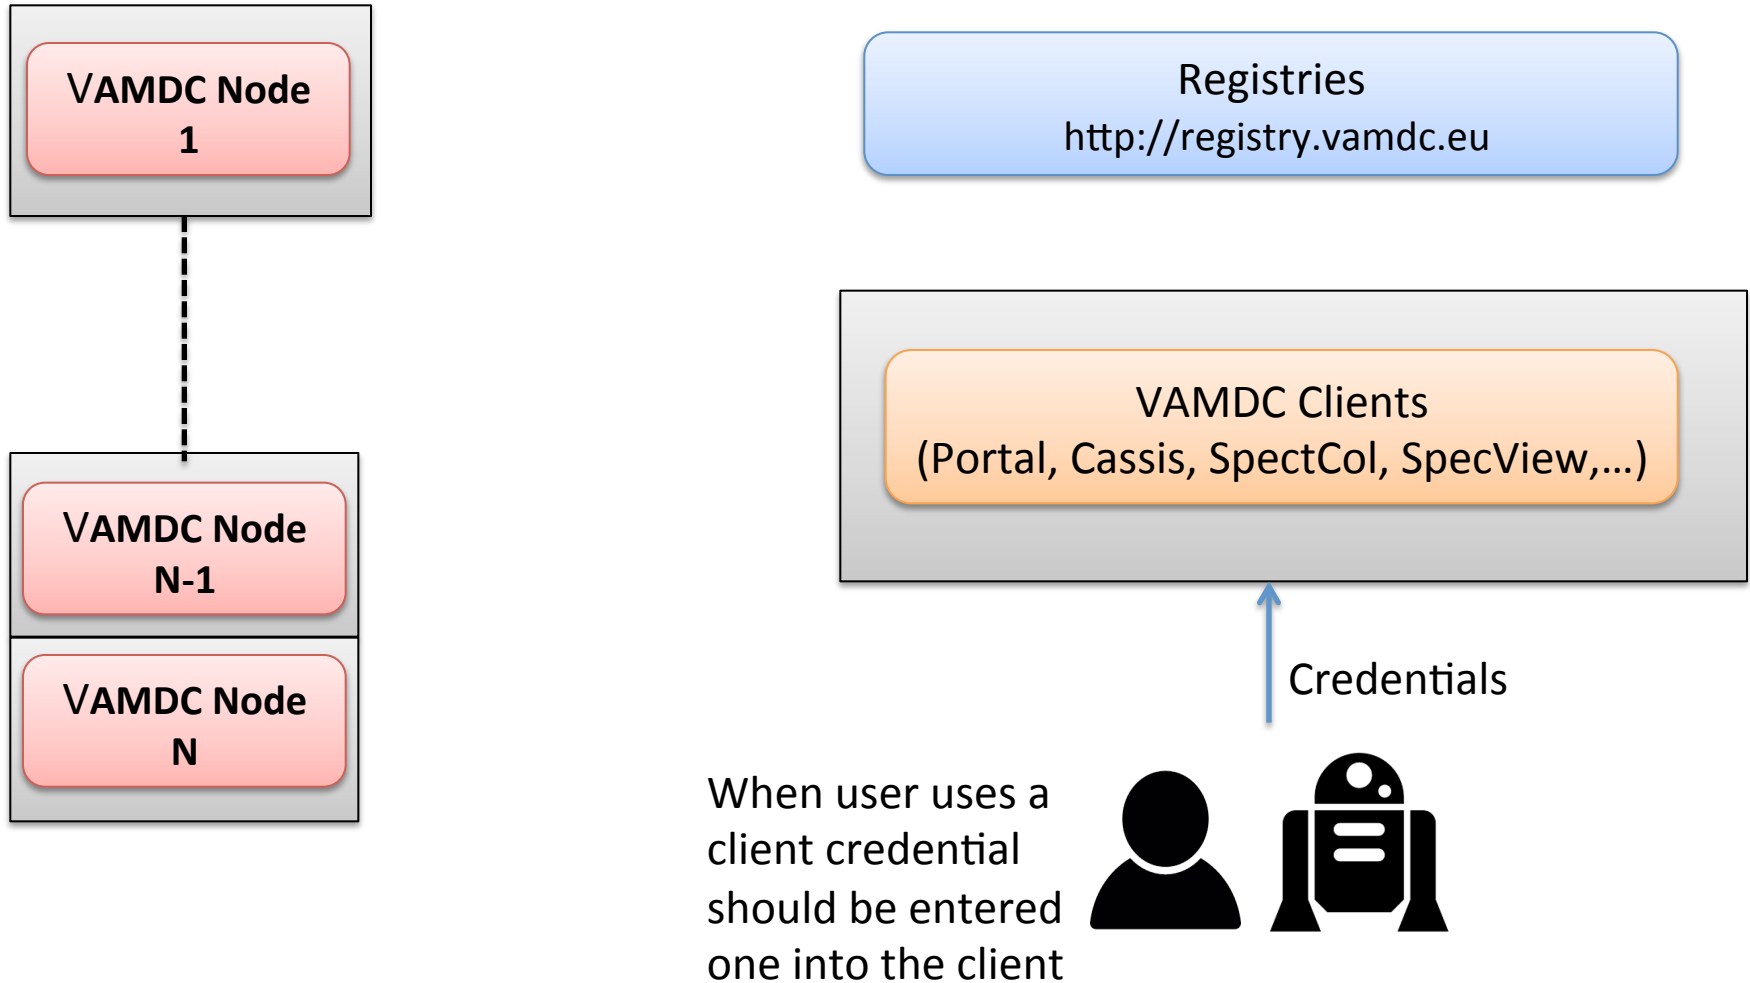 VAMDC Node
1
Registries
http://registry.vamdc.eu
VAMDC Clients
(Portal, Cassis, SpectCol, SpecView,...)
VAMDC Node
N-1
VAMDC Node
N
Credentials
When user uses a
client credential
should be entered
one into the client